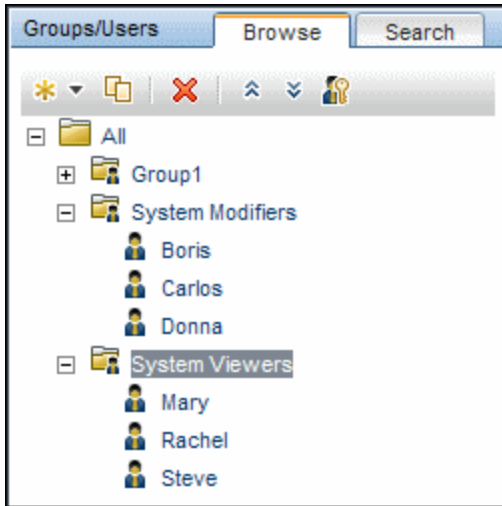 Groups/Users Browse Search
All
Group1
System Modifiers
Boris
Carlos
Donna
System Viewers
Mary
Rachel
Steve